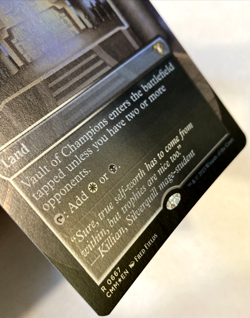 Land
Vault of Champions enters the battlefield
tapped unless you have two or more
opponents.
: Add or .
"Sure, true self-worth has to come from
within, but trophies are nice too."
—Killian, Silverquill mage-student
R 0667
CMM • EN FRED FIELDS